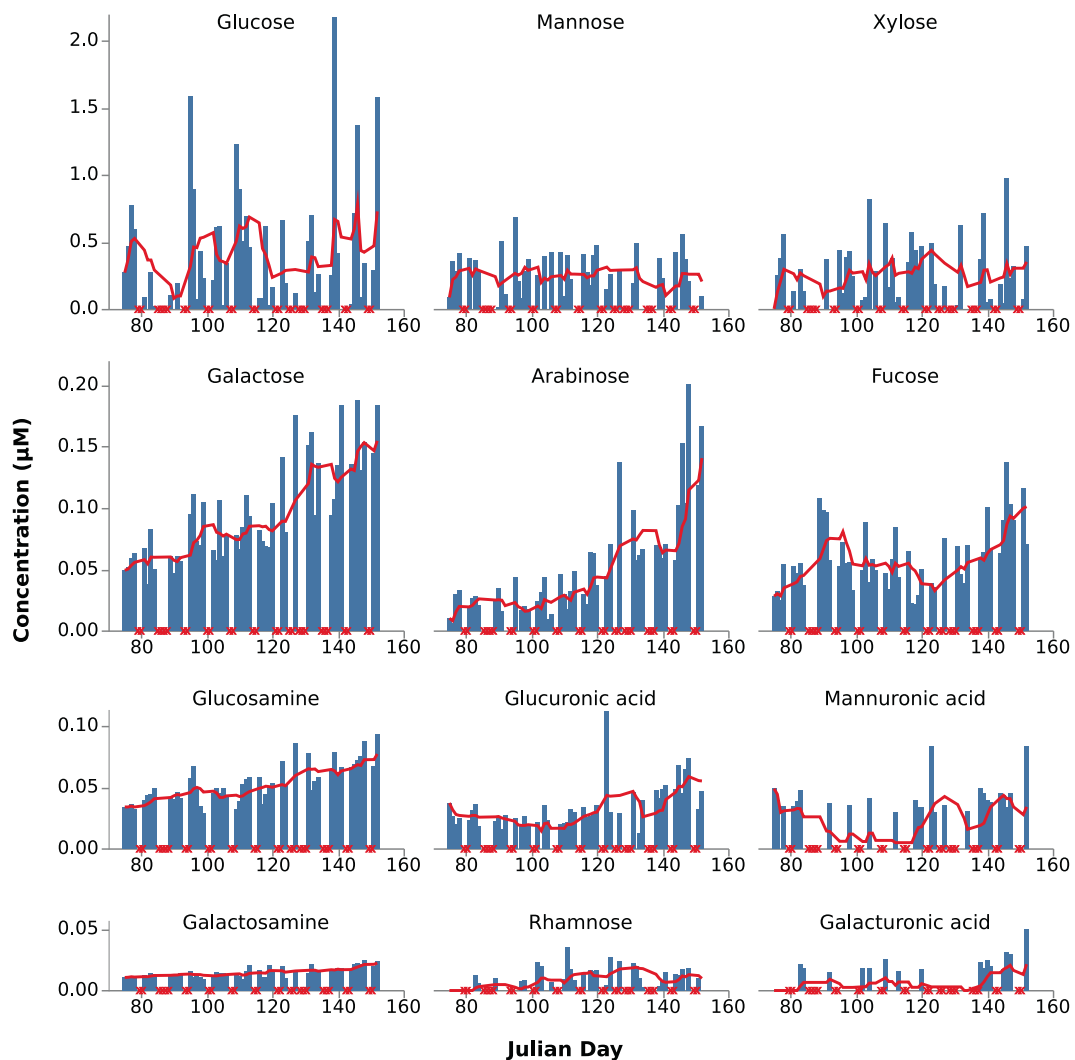 Glucose Mannose Xylose
2.0
1.5
1.0
0.5
0.0
80 100 120 140 160 80 100 120 140 160 80 100 120 140 160
Galactose Arabinose Fucose
0.20
0.15
0.10
0.05
0.00
80 100 120 140 160 80 100 120 140 160 80 100 120 140 160
Concentration (µM)
Glucosamine Glucuronic acid Mannuronic acid
0.10
0.05
0.00
80 100 120 140 160 80 100 120 140 160 80 100 120 140 160
Galactosamine Rhamnose Galacturonic acid
0.05
0.00
80 100 120 140 160 80 100 120 140 160 80 100 120 140 160
Julian Day